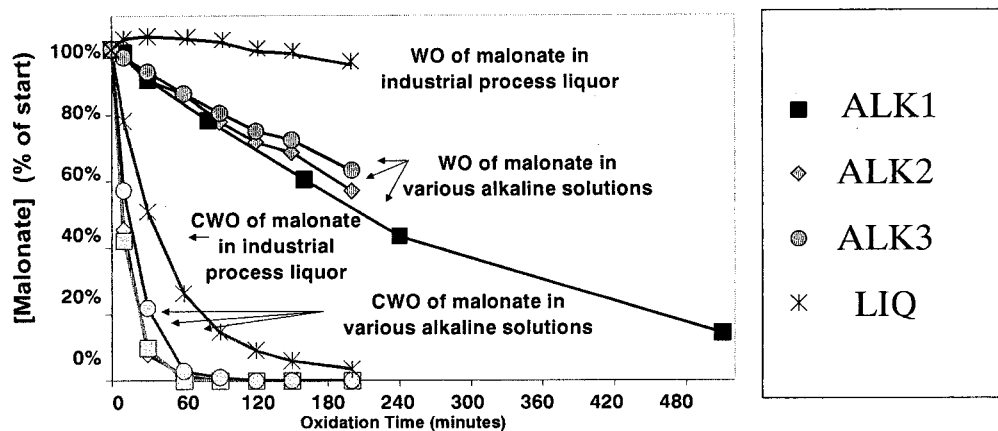 [Malonate] (% of start)
100%
80%
60%
40%
20%
0%
WO of malonate in
industrial process liquor
WO of malonate in
various alkaline solutions
CWO of malonate
in industrial
process liquor
CWO of malonate in
various alkaline solutions
0 60 120 180 240 300 360 420 480
Oxidation Time (minutes)
ALK1
ALK2
ALK3
LIQ